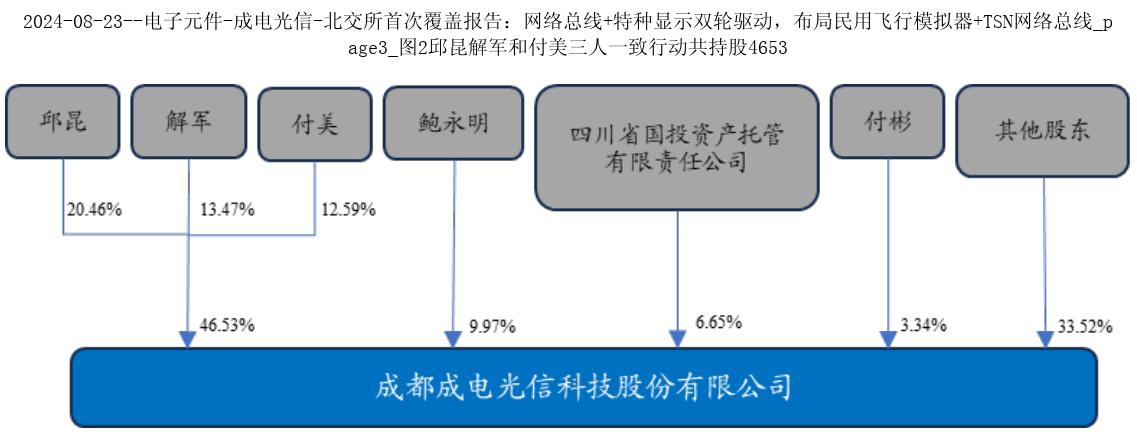 2024-08-23--电子元件-成电光信-北交所首次覆盖报告：网络总线+特种显示双轮驱动，布局民用飞行模拟器+TSN网络总线_p
age3_图2邱昆解军和付美三人一致行动共持股4653
邱昆
解军
付美
鲍永明
四川省国投资产托管
有限责任公司
付彬
其他股东
20.46%
13.47%
12.59%
46.53%
9.97%
6.65%
3.34%
33.52%
成都成电光信科技股份有限公司